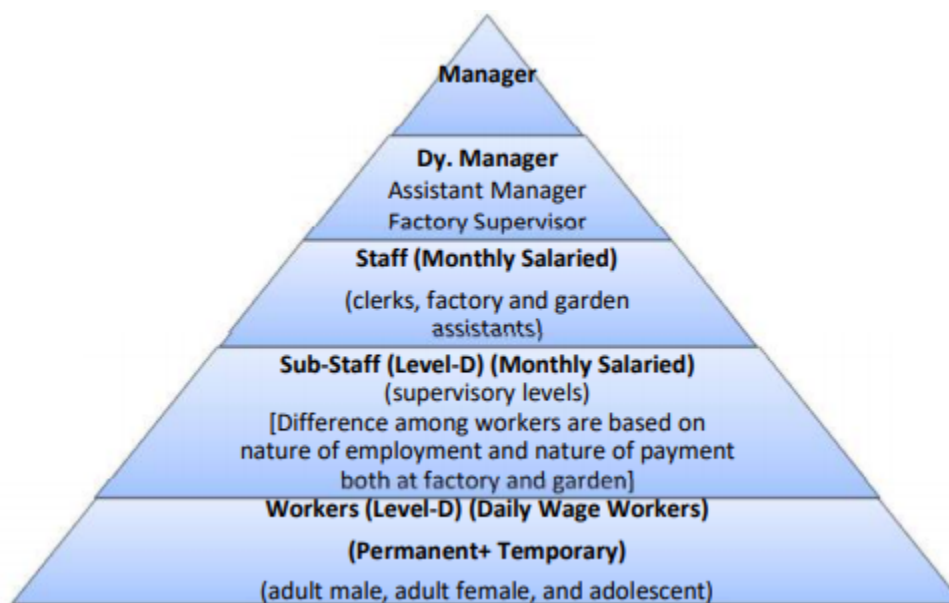 Manager
Dy. Manager
Assistant Manager
Factory Supervisor
Staff (Monthly Salaried)
(clerks, factory and garden
assistants}
Sub-Staff (Level-D) (Monthly Salaried)
(supervisory levels)
[Difference among workers are based on
nature of employment and nature of payment
both at factory and garden]
Workers (Level-D) (Daily Wage Workers)
(Permanent+ Temporary)
(adult male, adult female, and adolescent)